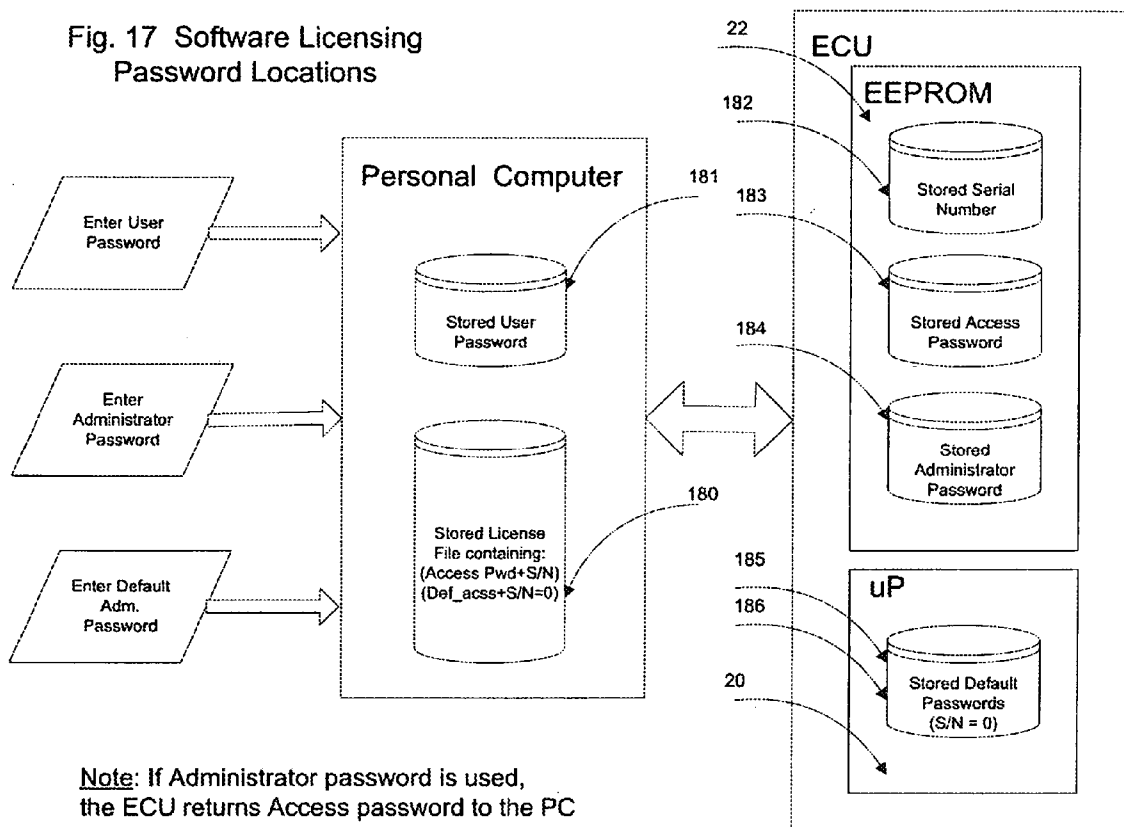 Fig. 17 Software Licensing
Password Locations
Enter User
Password
Enter
Administrator
Password
Enter Default
Adm.
Password
Personal Computer
Stored User
Password
Stored License
File containing:
(Access Pwd+S/N)
(Def_acss+S/N=0)
181
180
22
182
183
184
185
186
20
ECU
EEPROM
Stored Serial
Number
Stored Access
Password
Stored
Administrator
Password
uP
Stored Default
Passwords
(S/N = 0)
Note: If Administrator password is used,
the ECU returns Access password to the PC